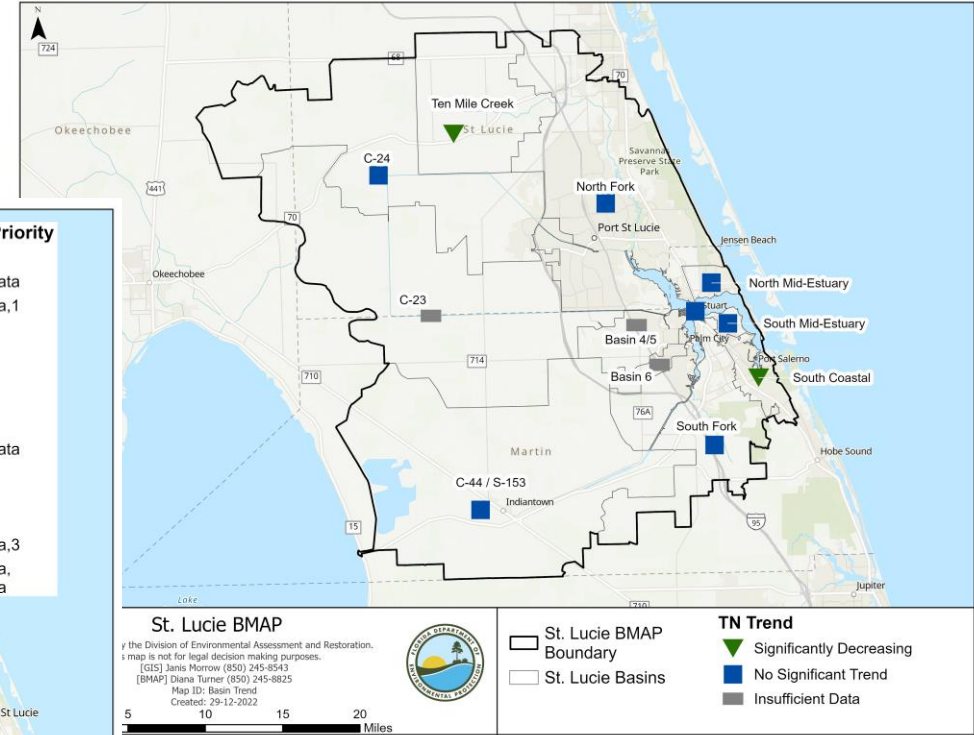 N
724
68
70
Ten Mile Creek
St Lucie
Okeechobee
Savannas
Preserve State
Park
C-24
441
North Fork
70
Port St Lucie
Jensen Beach
Okeechobee
North Mid-Estuary
C-23
Stuart
South Mid-Estuary
Basin 4/5
Palm City
Port Salerno
714
710
Basin 6
South Coastal
76A
South Fork
Martin
Hobe Sound
C-44 / S-153
Indiantown
15
95
Jupiter
Lake
710
Priority
ata
a,1
ata
a,3
a,
a
St Lucie
St. Lucie BMAP
y the Division of Environmental Assessment and Restoration.
s map is not for legal decision making purposes.
[GIS] Janis Morrow (850) 245-8543
[BMAP] Diana Turner (850) 245-8825
Map ID: Basin Trend
Created: 29-12-2022
5 10 15 20
Miles
FLORIDA DEPARTMENT OF
ENVIRONMENTAL PROTECTION
St. Lucie BMAP
Boundary
St. Lucie Basins
TN Trend
Significantly Decreasing
No Significant Trend
Insufficient Data